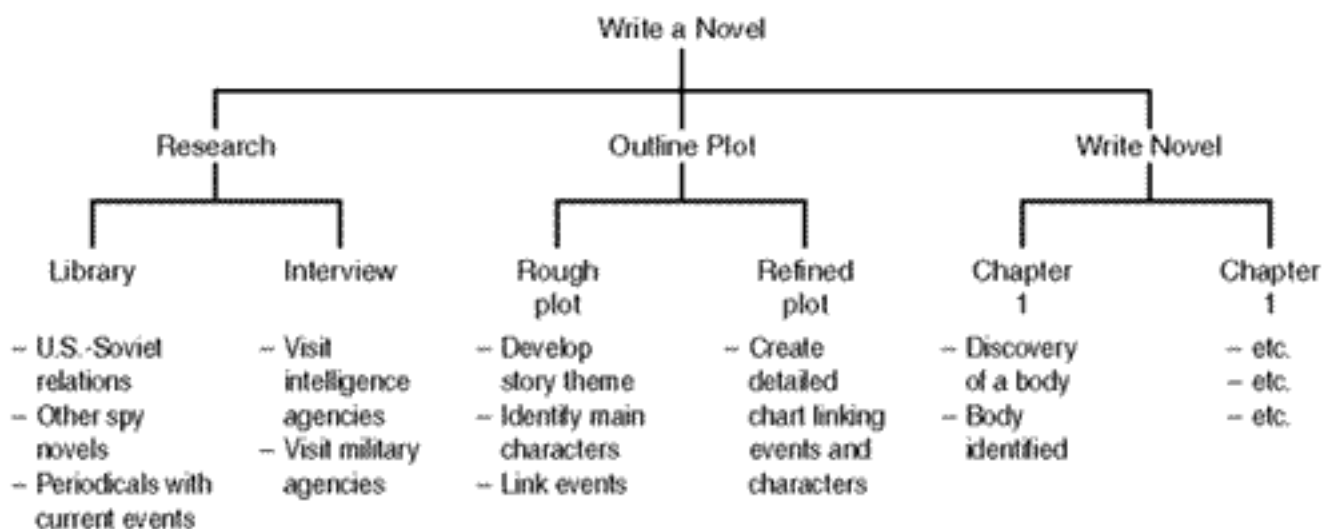 Write a Novel
Research
Outline Plot
Write Novel
Library
Interview
Rough
plot
Refined
plot
Chapter
1
Chapter
1
-- U.S.-Soviet
relations
-- Other spy
novels
-- Periodicals with
current events
-- Visit
intelligence
agencies
-- Visit military
agencies
-- Develop
story theme
-- Identify main
characters
-- Link events
-- Create
detailed
chart linking
events and
characters
-- Discovery
of a body
-- Body
identified
-- etc.
-- etc.
-- etc.